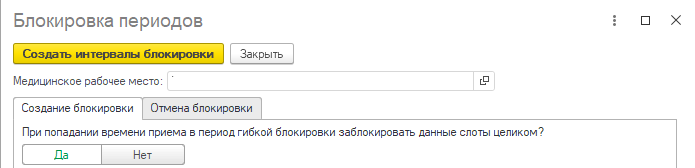 Блокировка периодов
Создать интервалы блокировки Закрыть
Медицинское рабочее место:
Создание блокировки Отмена блокировки
При попадании времени приема в период гибкой блокировки заблокировать данные слоты целиком?
Да Нет